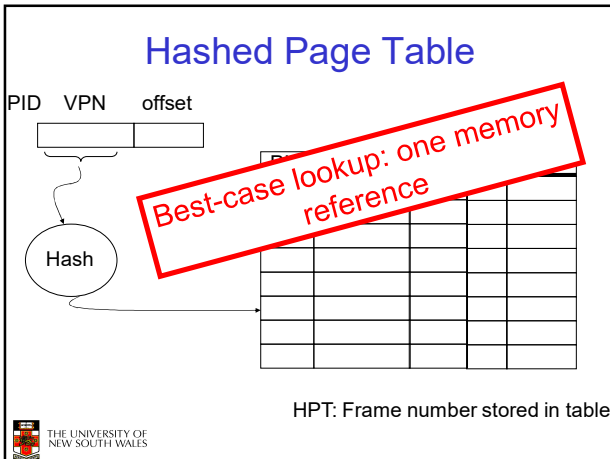 Hashed Page Table
PID VPN offset
Best-case lookup: one memory
reference
Hash
HPT: Frame number stored in table
THE UNIVERSITY OF
NEW SOUTH WALES